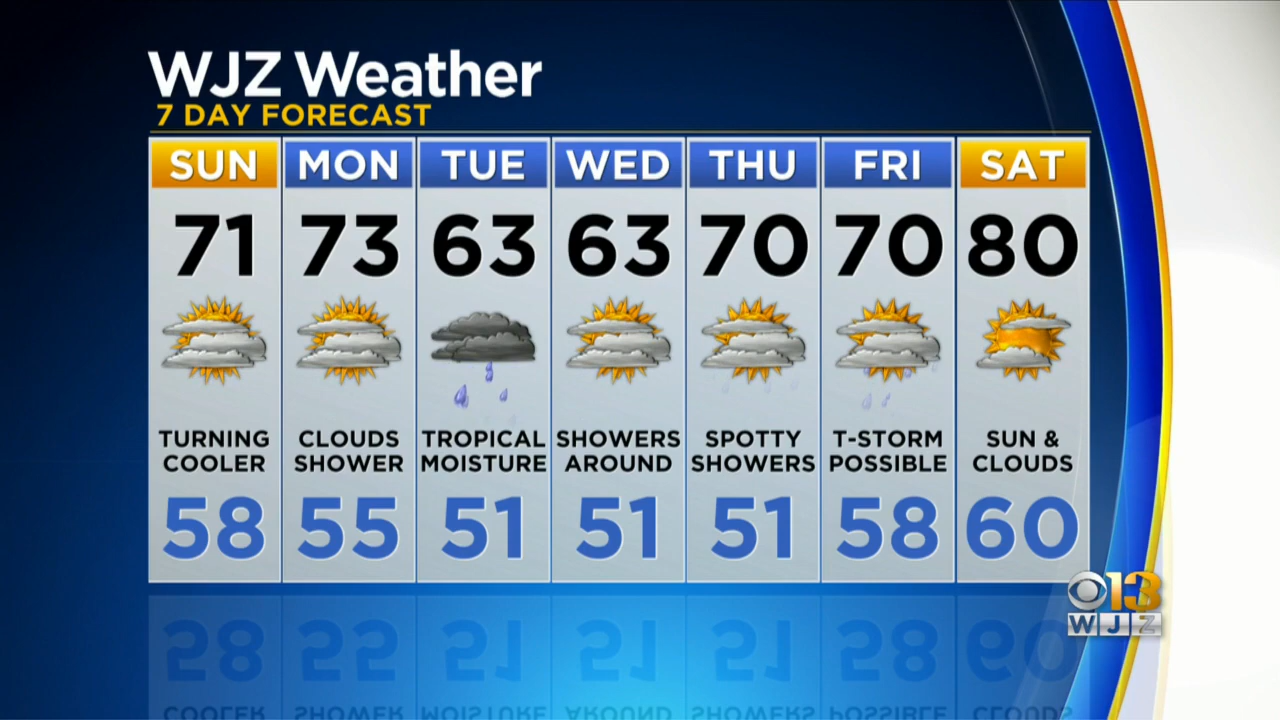 WJZ Weather
7 DAY FORECAST
SUN MON TUE WED THU FRI SAT
71 73 63 63 70 70 80
TURNING CLOUDS TROPICAL SHOWERS SPOTTY T-STORM SUN &
COOLER SHOWER MOISTURE AROUND SHOWERS POSSIBLE CLOUDS
58 55 51 51 51 58 60
13
WJZ